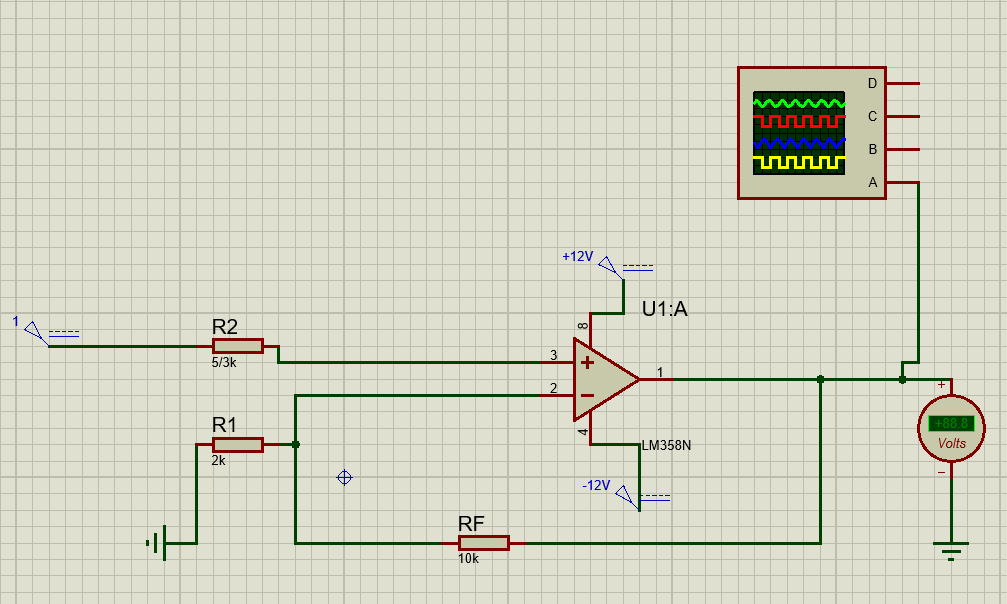 D
C
B
A
+12V
U1:A
8
1
R2
5/3k
3
1
2
+
R1
2k
4
LM358N
+88.8
Volts
-12V
RF
10k